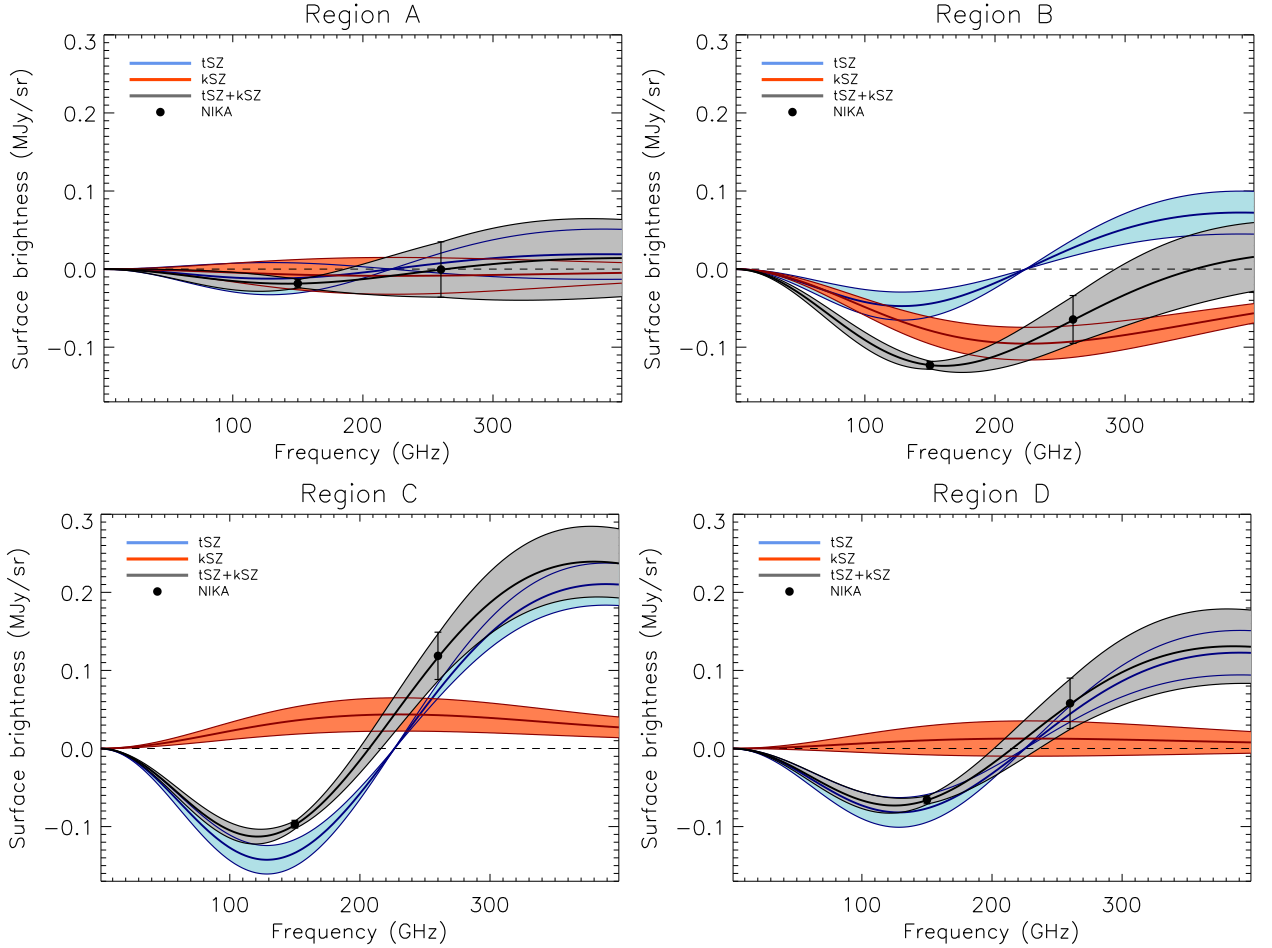 Region A
Surface brightness (MJy/sr)
0.3
0.2
0.1
0.0
−0.1
tSZ
kSZ
tSZ+kSZ
NIKA
100
200
300
Frequency (GHz)
Region B
Surface brightness (MJy/sr)
0.3
0.2
0.1
0.0
−0.1
tSZ
kSZ
tSZ+kSZ
NIKA
100
200
300
Frequency (GHz)
Region C
Surface brightness (MJy/sr)
0.3
0.2
0.1
0.0
−0.1
tSZ
kSZ
tSZ+kSZ
NIKA
100
200
300
Frequency (GHz)
Region D
Surface brightness (MJy/sr)
0.3
0.2
0.1
0.0
−0.1
tSZ
kSZ
tSZ+kSZ
NIKA
100
200
300
Frequency (GHz)